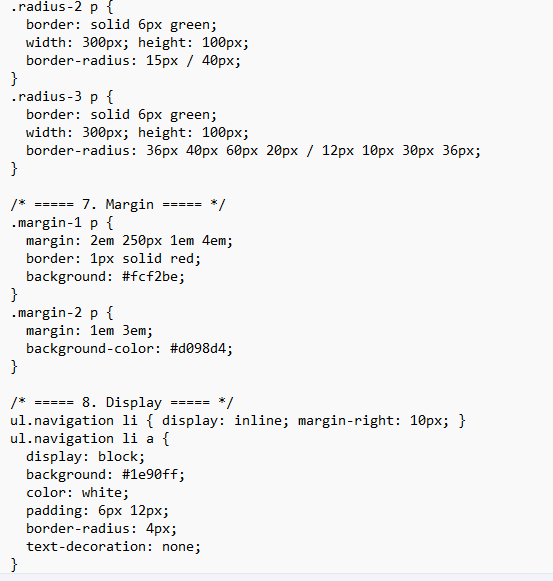 .radius-2 p {
  border: solid 6px green;
  width: 300px; height: 100px;
  border-radius: 15px / 40px;
}
.radius-3 p {
  border: solid 6px green;
  width: 300px; height: 100px;
  border-radius: 36px 40px 60px 20px / 12px 10px 30px 36px;
}

/* ===== 7. Margin ===== */
.margin-1 p {
  margin: 2em 250px 1em 4em;
  border: 1px solid red;
  background: #fcf2be;
}
.margin-2 p {
  margin: 1em 3em;
  background-color: #d098d4;
}

/* ===== 8. Display ===== */
ul.navigation li { display: inline; margin-right: 10px; }
ul.navigation li a {
  display: block;
  background: #1e90ff;
  color: white;
  padding: 6px 12px;
  border-radius: 4px;
  text-decoration: none;
}